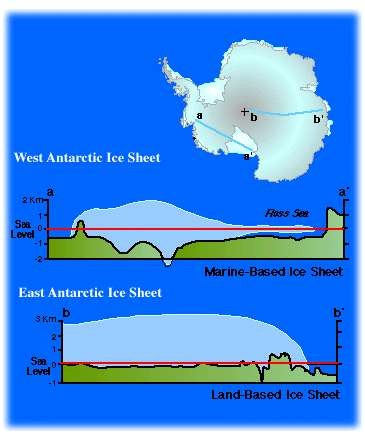 a
b
b'
a'
West Antarctic Ice Sheet
a
a'
2 Km
1
Sea
Level
0
-1
-2
Ross Sea
Marine-Based Ice Sheet
East Antarctic Ice Sheet
b
b'
3 Km
2
1
Sea
Level
0
-1
Land-Based Ice Sheet